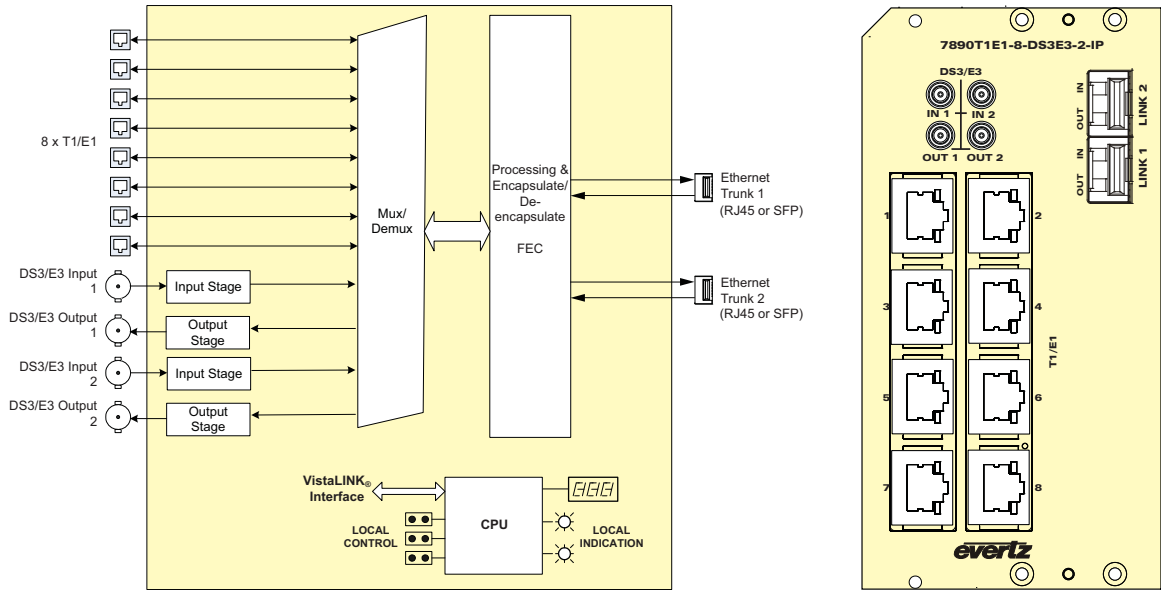 8 x T1/E1
DS3/E3 Input
1
DS3/E3 Output
1
DS3/E3 Input
2
DS3/E3 Output
2
Input Stage
Output
Stage
Input Stage
Output
Stage
Mux/
Demux
Processing &
Encapsulate/
De-
encapsulate
FEC
Ethernet
Trunk 1
(RJ45 or SFP)
Ethernet
Trunk 2
(RJ45 or SFP)
VistaLINK®
Interface
LOCAL
CONTROL
CPU
LOCAL
INDICATION
7890T1E1-8-DS3E3-2-IP
DS3/E3
IN 1
IN 2
OUT 1
OUT 2
OUT IN
LINK 2
OUT IN
LINK 1
1
2
3
4
T1/E1
5
6
7
8
evertz